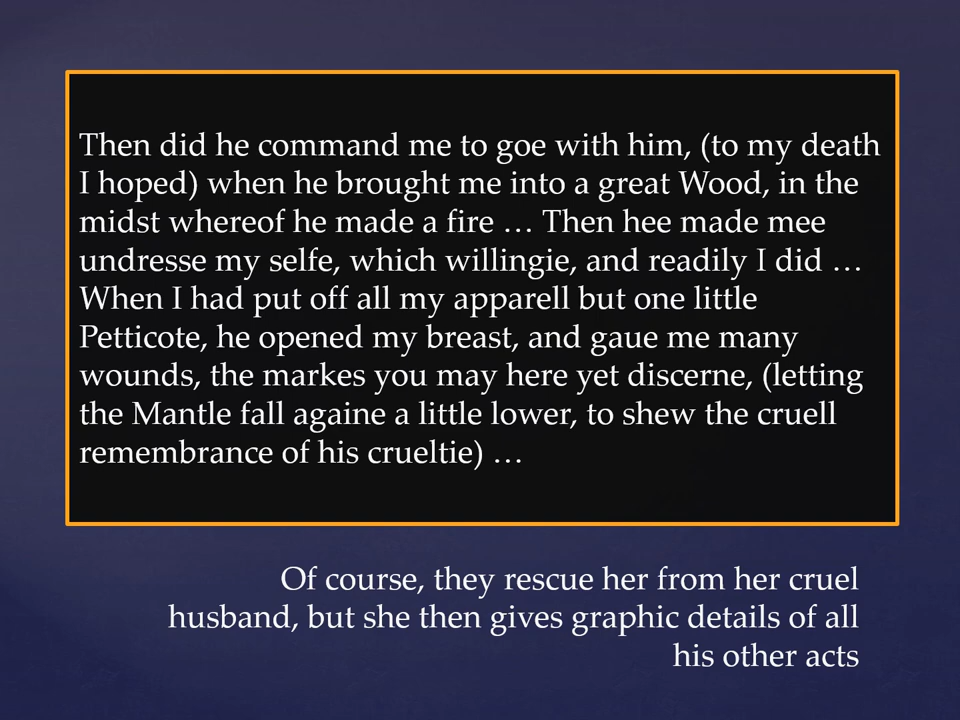 Then did he command me to goe with him, (to my death
I hoped) when he brought me into a great Wood, in the
midst whereof he made a fire … Then hee made mee
undresse my selfe, which willingie, and readily I did …
When I had put off all my apparell but one little
Petticote, he opened my breast, and gaue me many
wounds, the markes you may here yet discerne, (letting
the Mantle fall againe a little lower, to shew the cruell
remembrance of his crueltie) …
Of course, they rescue her from her cruel
husband, but she then gives graphic details of all
his other acts